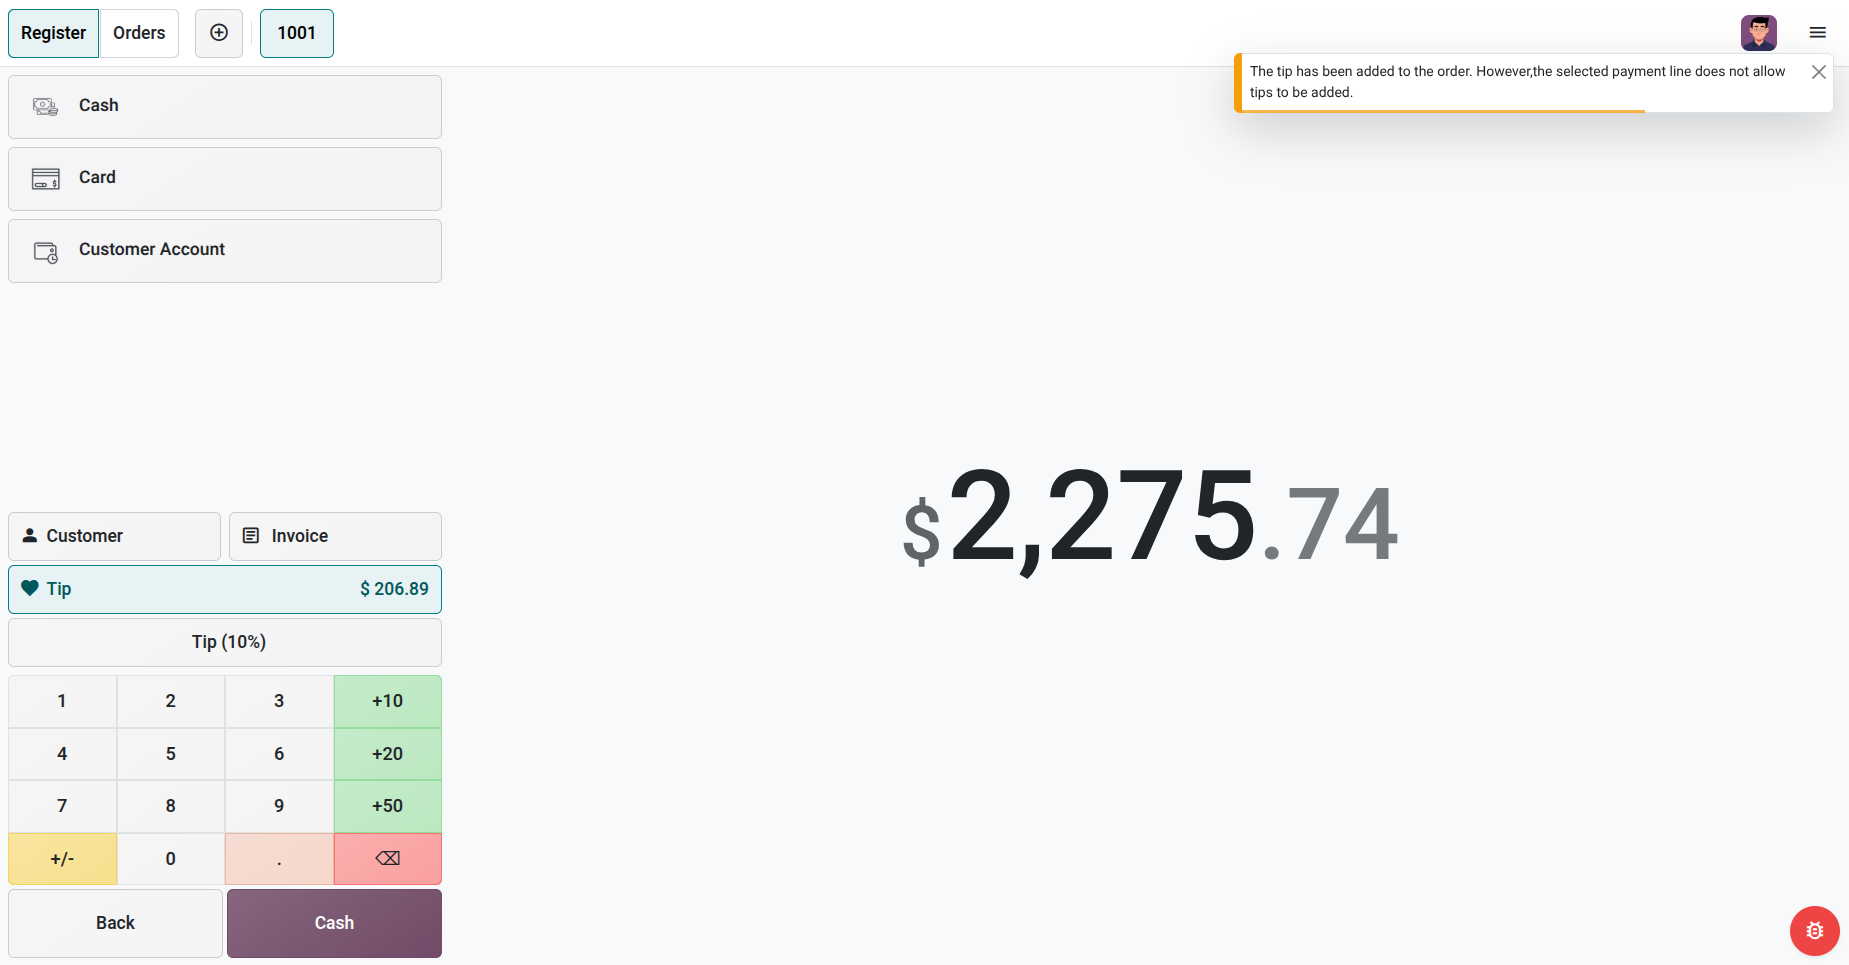 Register
Orders
1001
The tip has been added to the order. However,the selected payment line does not allow
tips to be added.
Cash
Card
Customer Account
$2,275.74
Customer
Invoice
Tip $ 206.89
Tip (10%)
1 2 3 +10
4 5 6 +20
7 8 9 +50
+/- 0 . ⌫
Back
Cash